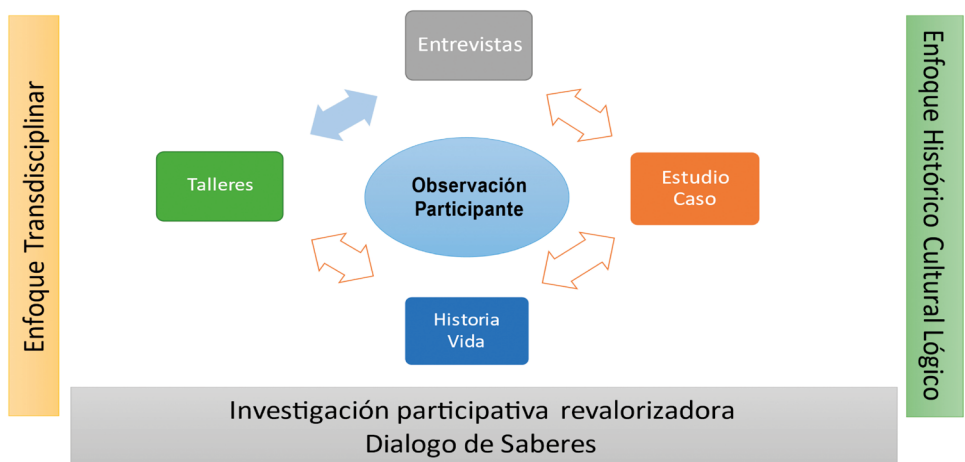 Enfoque Transdisciplinar
Entrevistas
Talleres
Observación
Participante
Estudio
Caso
Historia
Vida
Enfoque Histórico Cultural Lógico
Investigación participativa revalorizadora
Dialogo de Saberes